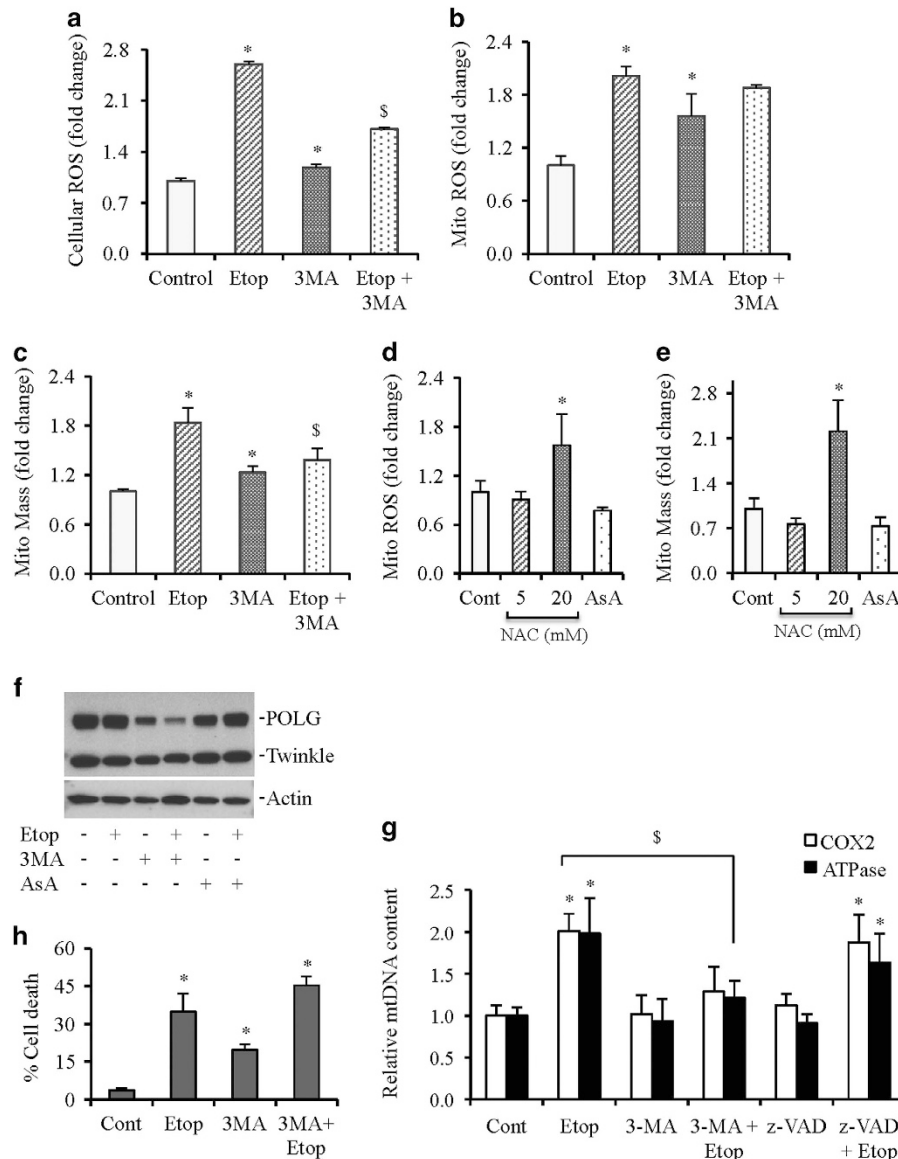 a
Cellular ROS (fold change)
2.8
2.1
1.4
0.7
0.0
*
*
$
Control Etop 3MA Etop +
3MA
b
Mito ROS (fold change)
2.4
1.8
1.2
0.6
0.0
*
*
Control Etop 3MA Etop +
3MA
c
Mito Mass (fold change)
2.4
1.8
1.2
0.6
0.0
*
*
$
Control Etop 3MA Etop +
3MA
d
Mito ROS (fold change)
2.4
1.8
1.2
0.6
0.0
*
Cont 5 20 AsA
NAC (mM)
e
Mito Mass (fold change)
2.8
2.1
1.4
0.7
0.0
*
Cont 5 20 AsA
NAC (mM)
f
-POLG
-Twinkle
-Actin
Etop - + - + - +
3MA - - + + - -
AsA - - - - + +
g
Relative mtDNA content
2.5
2.0
1.5
1.0
0.5
0.0
$
COX2
ATPase
* *
* *
Cont Etop 3-MA 3-MA + Etop z-VAD z-VAD + Etop
h
% Cell death
60
45
30
15
0
*
*
*
Cont Etop 3MA 3MA+
Etop